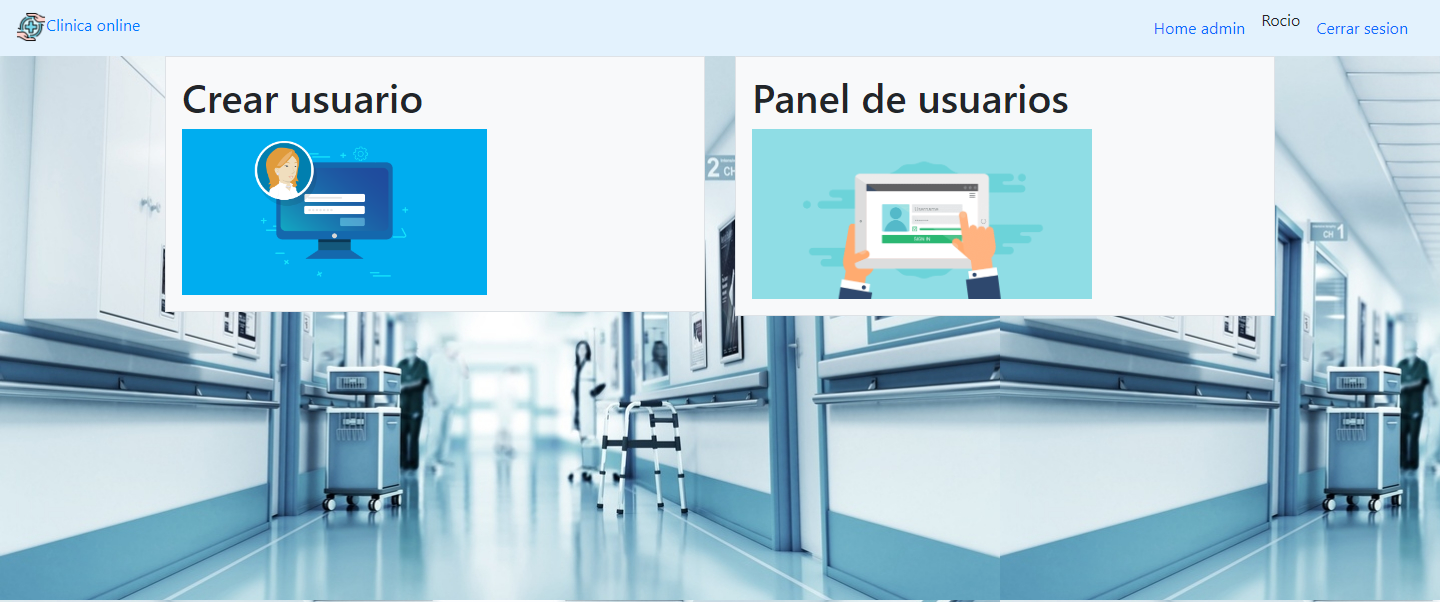 Clinica online
Home admin
Rocio
Cerrar sesion
Crear usuario
Panel de usuarios
Username
SIGN IN
2
CH
CH 1